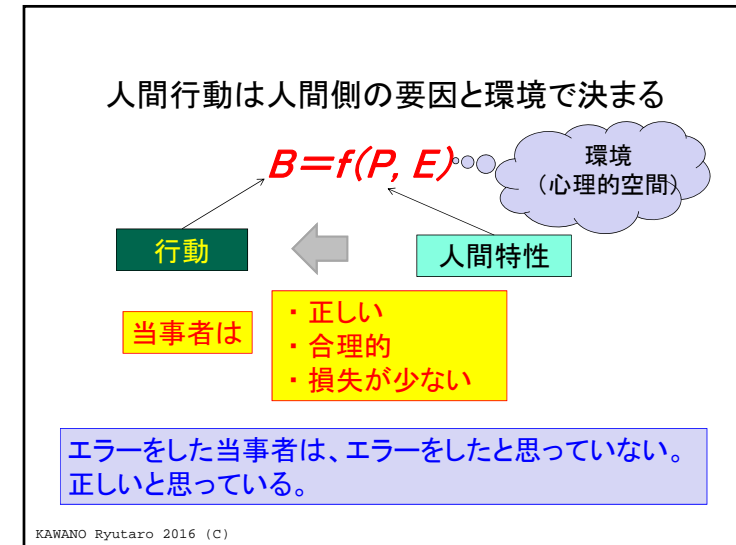 人間行動は人間側の要因と環境で決まる
B＝f(P, E)
環境
（心理的空間）
行動
人間特性
当事者は
・正しい
・合理的
・損失が少ない
エラーをした当事者は、エラーをしたと思っていない。
正しいと思っている。
KAWANO Ryutaro 2016 (C)